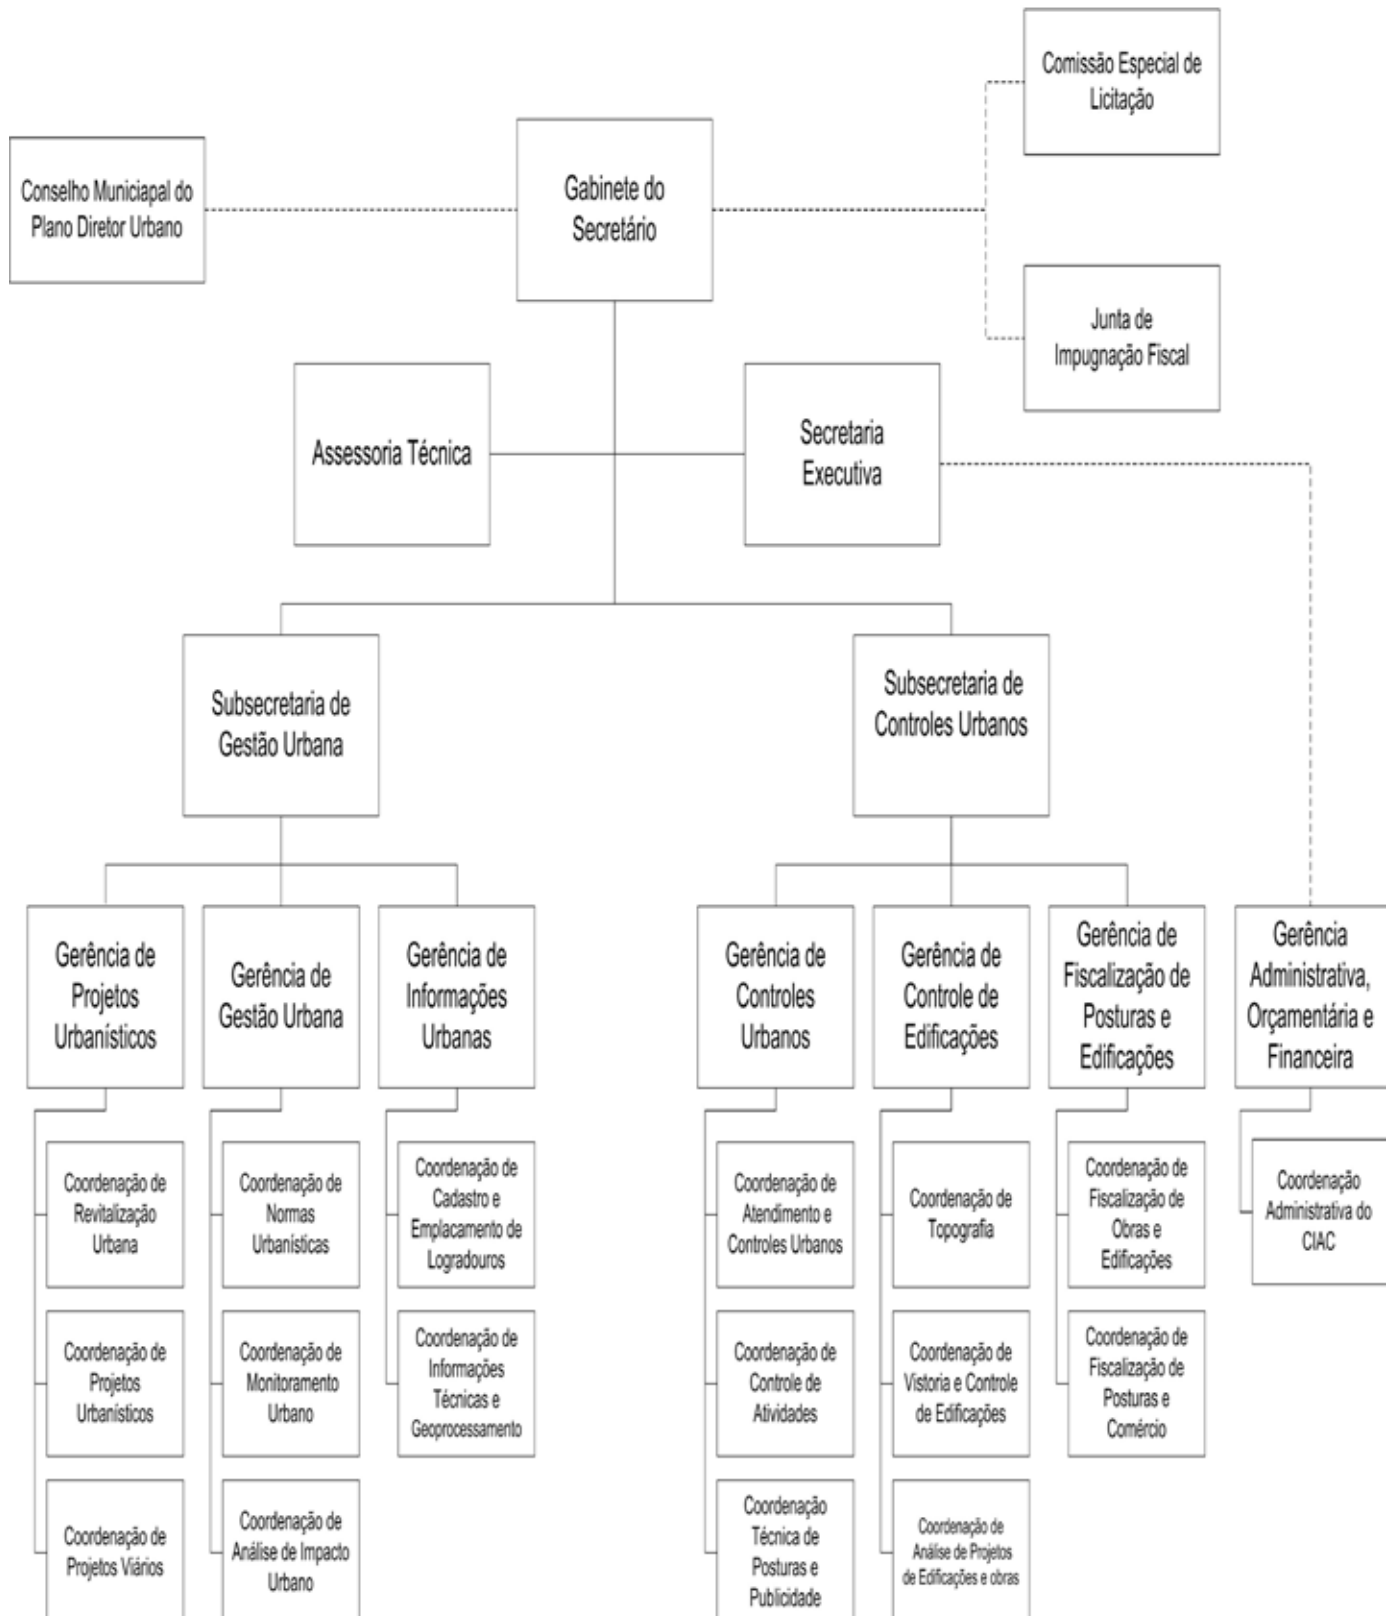 Comissão Especial de
Licitação
Conselho Municiapal do
Plano Diretor Urbano
Gabinete do
Secretário
Junta de
Impugnação Fiscal
Assessoria Técnica
Secretaria
Executiva
Subsecretaria de
Gestão Urbana
Subsecretaria de
Controles Urbanos
Gerência de
Projetos
Urbanísticos
Gerência de
Gestão Urbana
Gerência de
Informações
Urbanas
Gerência de
Controles
Urbanos
Gerência de
Controle de
Edificações
Gerência de
Fiscalização de
Posturas e
Edificações
Gerência
Administrativa,
Orçamentária e
Financeira
Coordenação de
Revitalização
Urbana
Coordenação de
Normas
Urbanísticas
Coordenação de
Cadastro e
Emplacamento de
Logradouros
Coordenação de
Atendimento e
Controles Urbanos
Coordenação de
Topografia
Coordenação de
Fiscalização de
Obras e
Edificações
Coordenação
Administrativa do
CIAC
Coordenação de
Projetos
Urbanísticos
Coordenação de
Monitoramento
Urbano
Coordenação de
Informações
Técnicas e
Geoprocessamento
Coordenação de
Controle de
Atividades
Coordenação de
Vistoria e Controle
de Edificações
Coordenação de
Fiscalização de
Posturas e
Comércio
Coordenação de
Projetos Viários
Coordenação de
Análise de Impacto
Urbano
Coordenação
Técnica de
Posturas e
Publicidade
Coordenação de
Análise de Projetos
de Edificações e obras